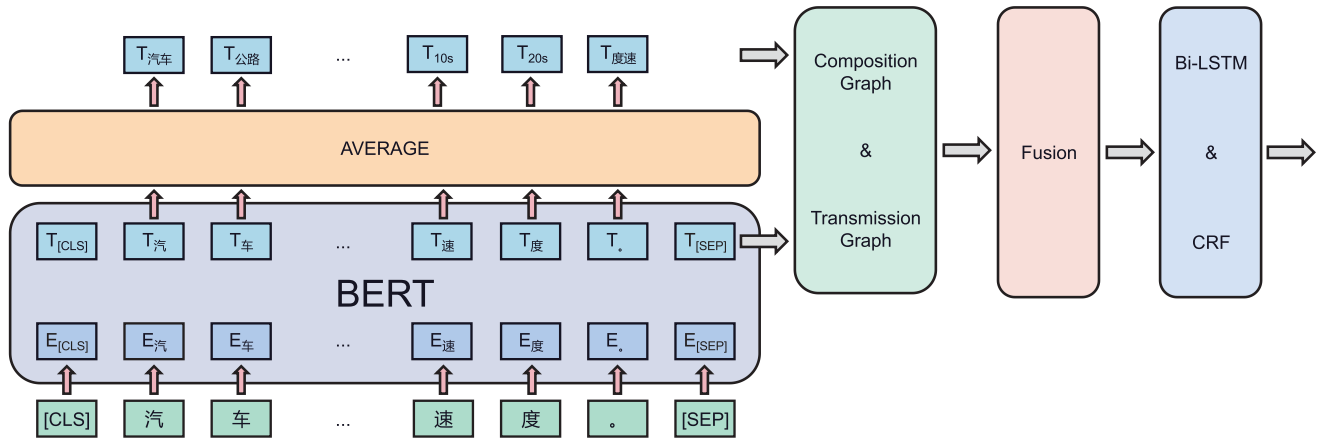 T汽车 T公路 ... T10s T20s T度速
AVERAGE
T[CLS] T汽 T车 ... T速 T度 T。 T[SEP]
BERT
E[CLS] E汽 E车 ... E速 E度 E。 E[SEP]
[CLS] 汽 车 ... 速 度 。 [SEP]
Composition
Graph
&
Transmission
Graph
Fusion
Bi-LSTM
&
CRF